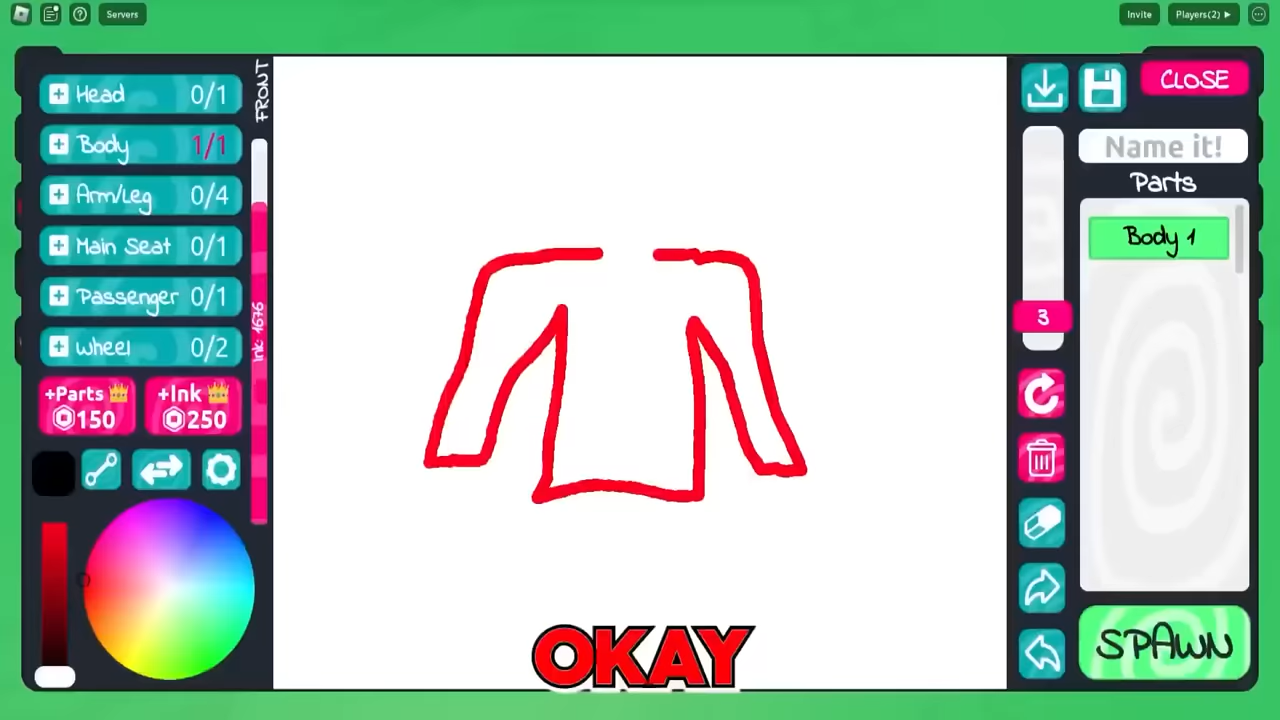 Servers
Invite
Players(2)
Head 0/1
Body 1/1
Arm/Leg 0/4
Main Seat 0/1
Passenger 0/1
Wheel 0/2
+Parts
150
+Ink
250
FRONT
Ink: 1676
CLOSE
Name it!
Parts
Body 1
3
SPAWN
OKAY